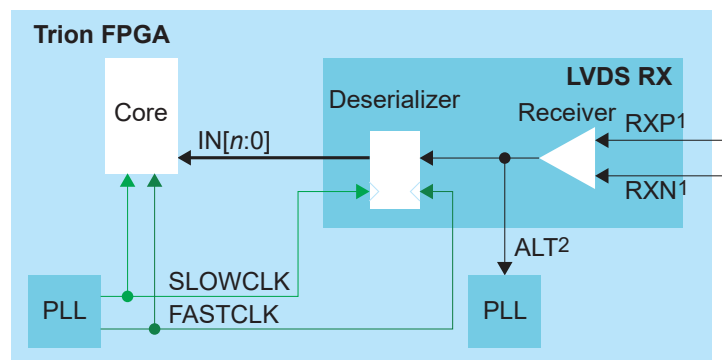 Trion FPGA
LVDS RX
Deserializer
Core
Receiver
RXP1
IN[n:0]
RXN1
ALT2
SLOWCLK
PLL
PLL
FASTCLK